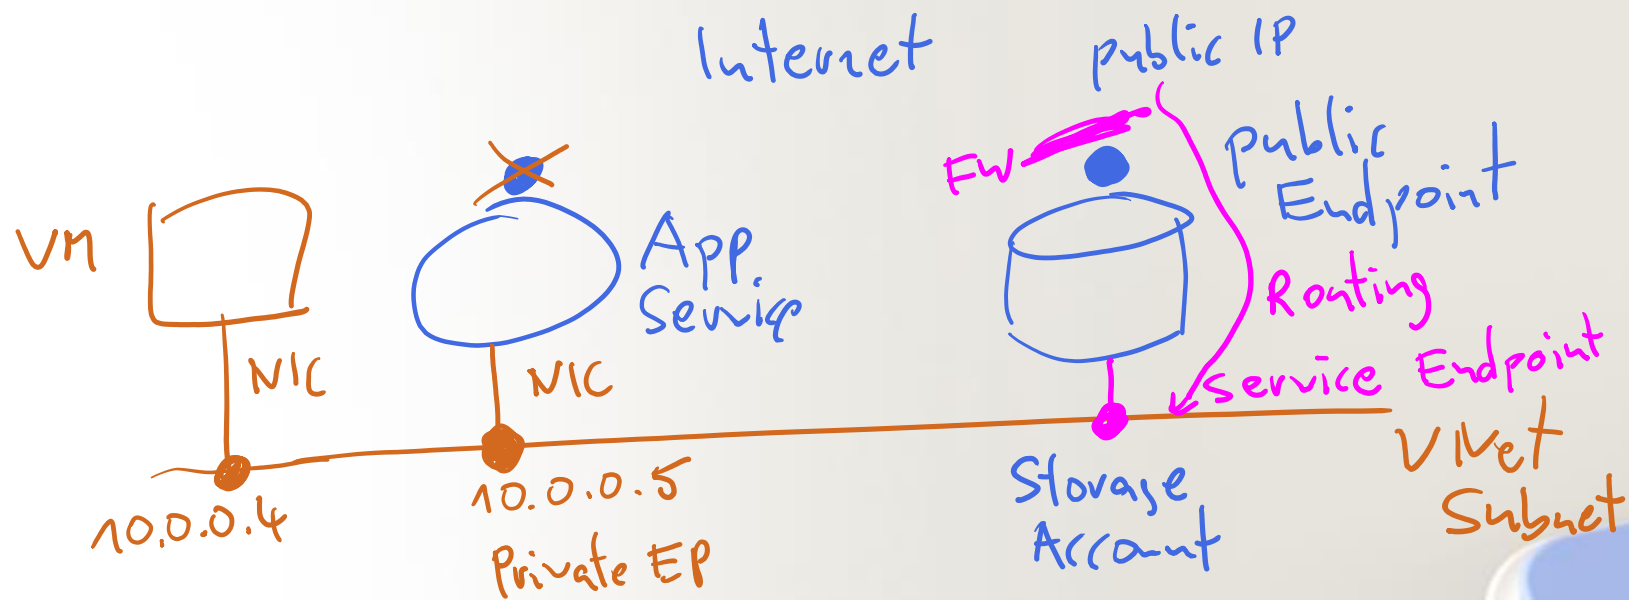 Internet
public IP
FW
public
Endpoint
VM
App
Service
Routing
NIC
NIC
Service Endpoint
VNet
Subnet
10.0.0.4
10.0.0.5
Private EP
Storage
Account